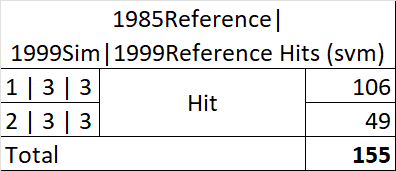 1985Reference|
1999Sim|1999Reference Hits (svm)
1 | 3 | 3 Hit 106
2 | 3 | 3 49
Total 155